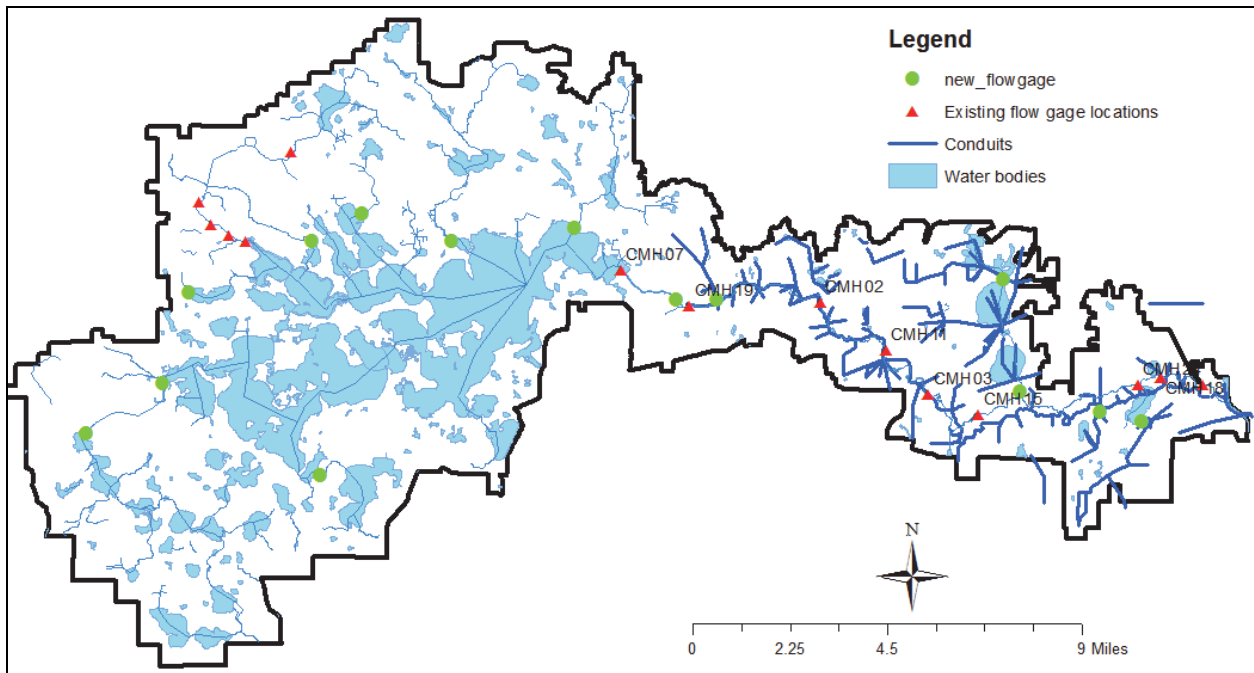 Legend
new_flowgage
Existing flow gage locations
Conduits
Water bodies
CMH07
CMH19
CMH02
CMH11
CMH03
CMH15
CMH18
N
0 2.25 4.5 9 Miles